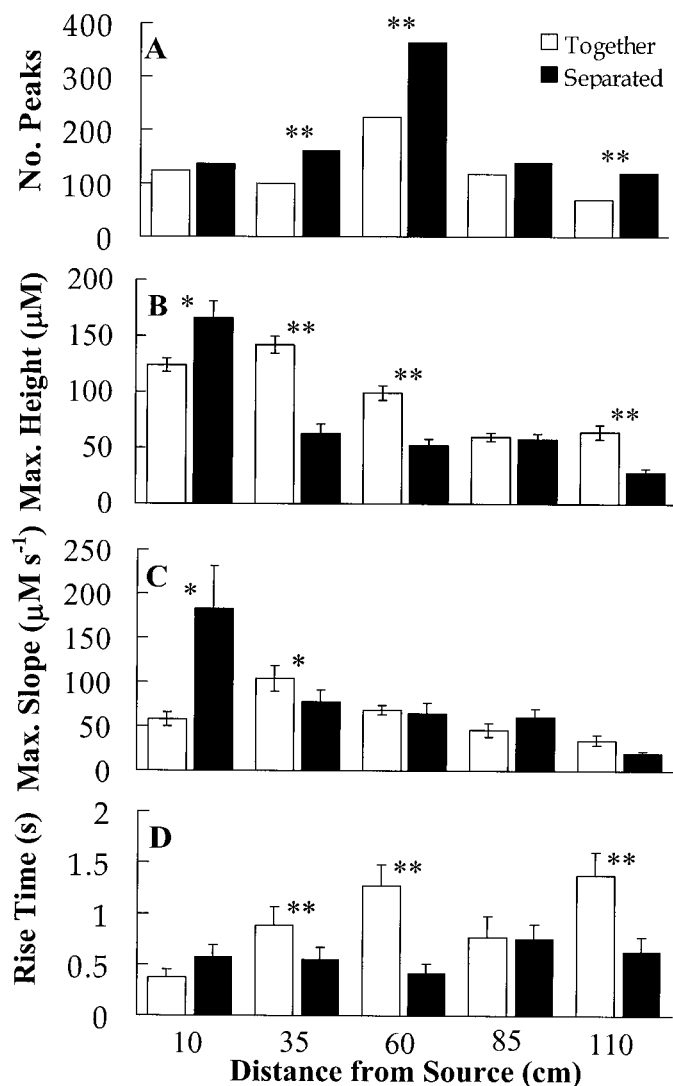 A
No. Peaks
400
300
200
100
0
**
**
**
Together
Separated
B
Max. Height (µM)
200
150
100
50
0
*
**
**
**
C
Max. Slope (µM s⁻¹)
250
200
150
100
50
0
*
*
D
Rise Time (s)
2
1.5
1
0.5
0
**
**
**
10 35 60 85 110
Distance from Source (cm)